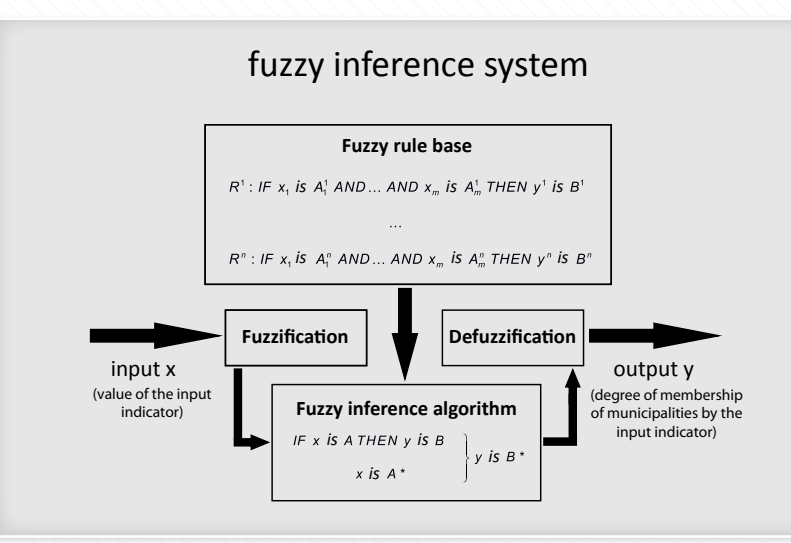 fuzzy inference system
Fuzzy rule base
R¹ : IF x₁ is A₁¹ AND ... AND xₘ is Aₘ¹ THEN y¹ is B¹
...
Rⁿ : IF x₁ is A₁ⁿ AND ... AND xₘ is Aₘⁿ THEN yⁿ is Bⁿ
Fuzzification
Defuzzification
input x
(value of the input
indicator)
output y
(degree of membership
of municipalities by the
input indicator)
Fuzzy inference algorithm
IF x is A THEN y is B
x is A *
} y is B *